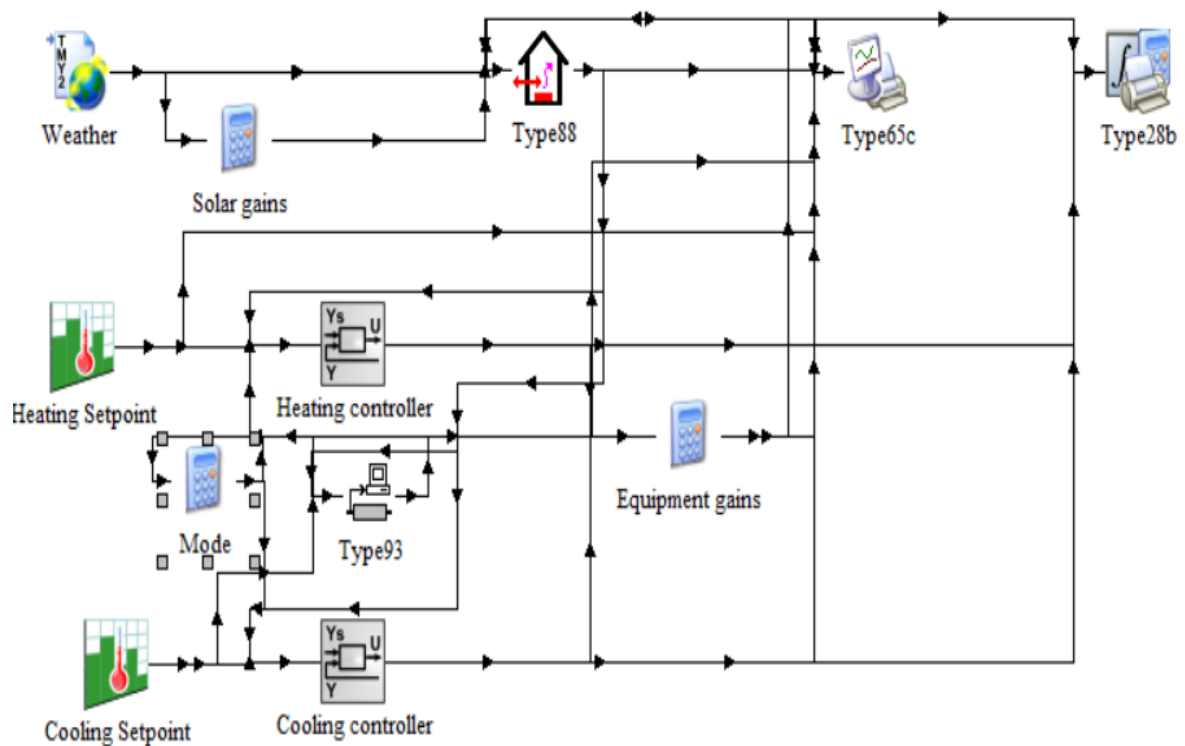 TMY2
Weather
Type88
Type65c
Type28b
Solar gains
Ys
U
Y
Heating Setpoint
Heating controller
Mode
Type93
Equipment gains
Ys
U
Y
Cooling Setpoint
Cooling controller